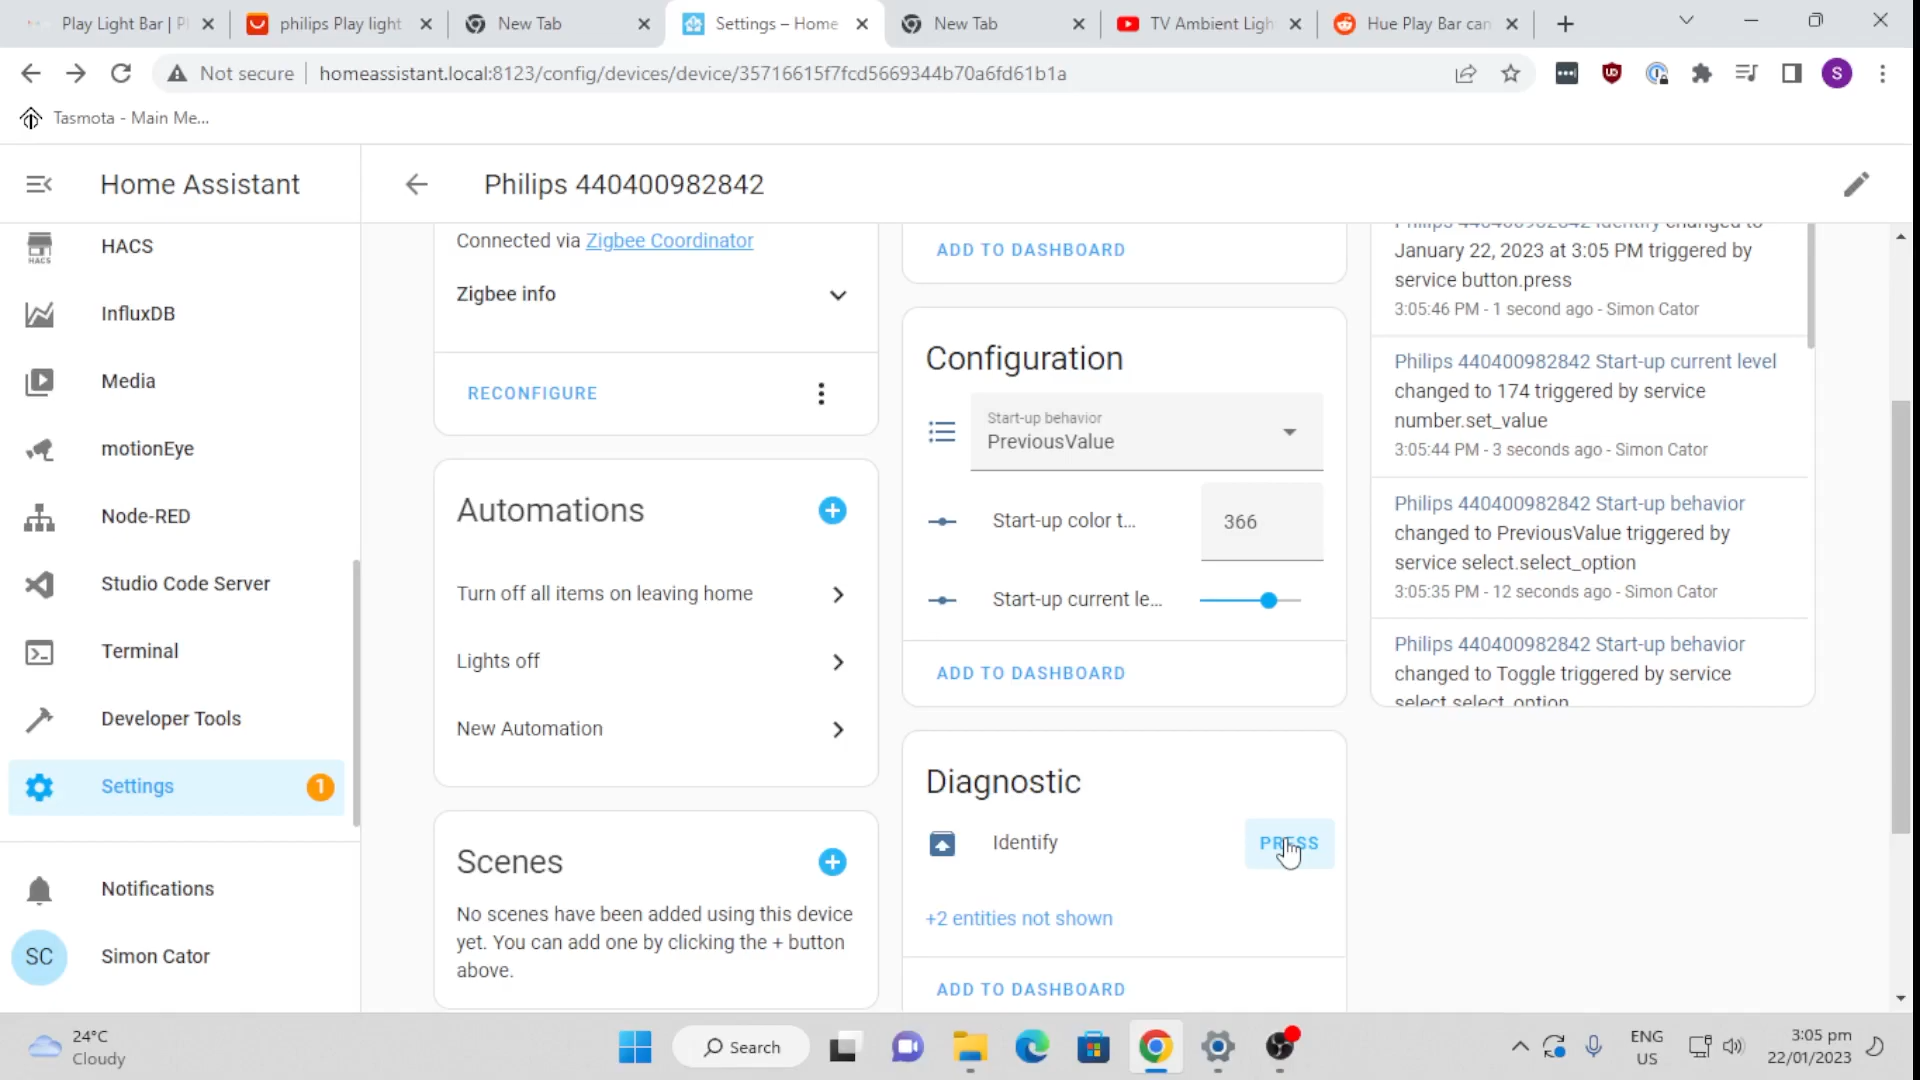 Play Light Bar | P
philips Play light
New Tab
Settings – Home
New Tab
TV Ambient Ligh
Hue Play Bar can
Not secure
homeassistant.local:8123/config/devices/device/35716615f7fcd5669344b70a6fd61b1a
S
Tasmota - Main Me...
Home Assistant
Philips 440400982842
HACS
HACS
InfluxDB
Media
motionEye
Node-RED
Studio Code Server
Terminal
Developer Tools
Settings
1
Notifications
SC
Simon Cator
Connected via Zigbee Coordinator
Zigbee info
RECONFIGURE
Automations
Turn off all items on leaving home
Lights off
New Automation
Scenes
No scenes have been added using this device
yet. You can add one by clicking the + button
above.
ADD TO DASHBOARD
Configuration
Start-up behavior
PreviousValue
Start-up color t...
366
Start-up current le...
ADD TO DASHBOARD
Diagnostic
Identify
PRESS
+2 entities not shown
ADD TO DASHBOARD
Philips 440400982842 Identify changed to
January 22, 2023 at 3:05 PM triggered by
service button.press
3:05:46 PM - 1 second ago - Simon Cator
Philips 440400982842 Start-up current level
changed to 174 triggered by service
number.set_value
3:05:44 PM - 3 seconds ago - Simon Cator
Philips 440400982842 Start-up behavior
changed to PreviousValue triggered by
service select.select_option
3:05:35 PM - 12 seconds ago - Simon Cator
Philips 440400982842 Start-up behavior
changed to Toggle triggered by service
select.select_option
24°C
Cloudy
Search
ENG
US
3:05 pm
22/01/2023